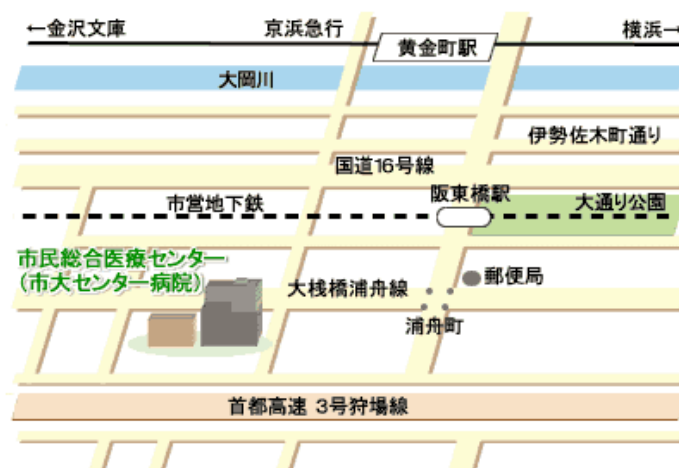 ←金沢文庫
京浜急行
横浜→
黄金町駅
大岡川
伊勢佐木町通り
国道16号線
阪東橋駅
市営地下鉄
大通り公園
市民総合医療センター
（市大センター病院）
郵便局
大桟橋浦舟線
浦舟町
首都高速 3号狩場線